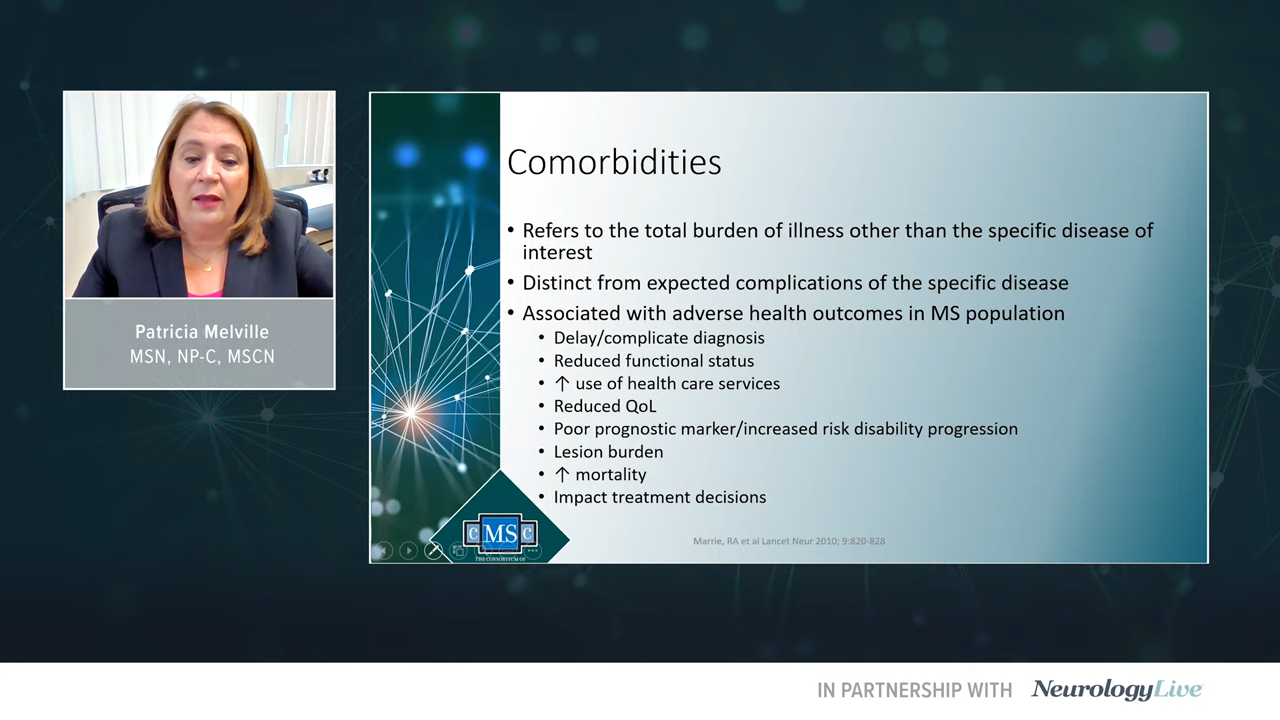 Patricia Melville
MSN, NP-C, MSCN
Comorbidities
• Refers to the total burden of illness other than the specific disease of
interest
• Distinct from expected complications of the specific disease
• Associated with adverse health outcomes in MS population
• Delay/complicate diagnosis
• Reduced functional status
• ↑ use of health care services
• Reduced QoL
• Poor prognostic marker/increased risk disability progression
• Lesion burden
• ↑ mortality
• Impact treatment decisions
CMSC
THE CONSORTIUM OF
Marrie, RA et al Lancet Neur 2010; 9:820-828
IN PARTNERSHIP WITH NeurologyLive